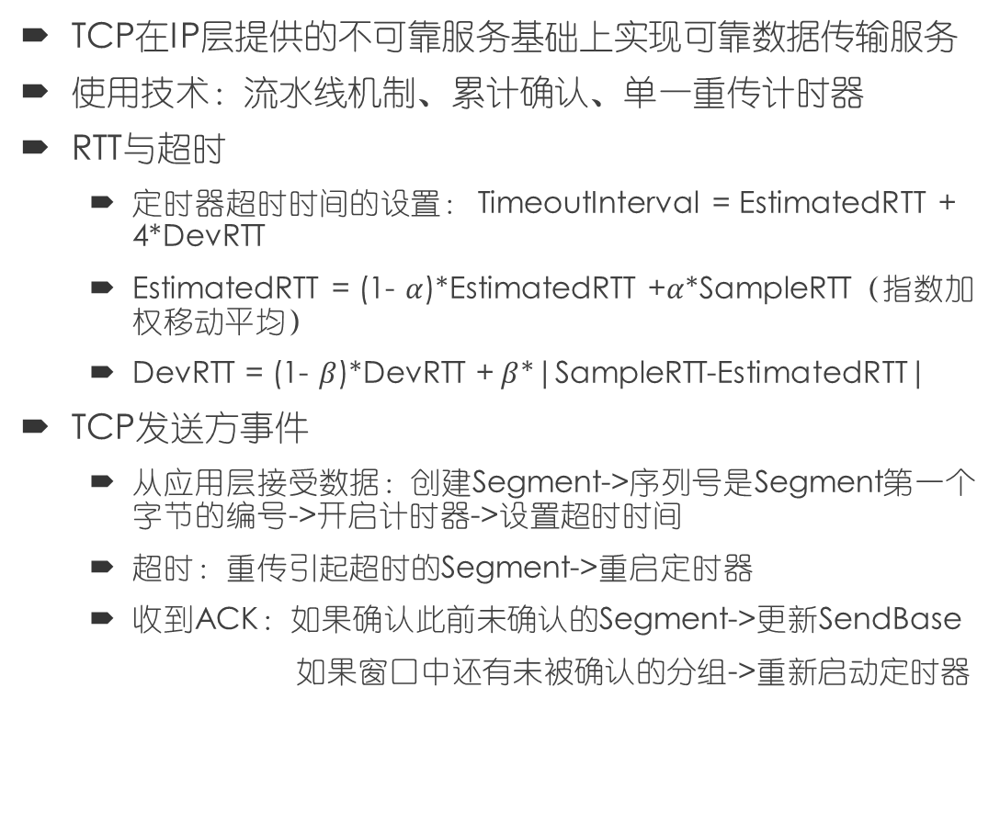 TCP在IP层提供的不可靠服务基础上实现可靠数据传输服务
使用技术：流水线机制、累计确认、单一重传计时器
RTT与超时
定时器超时时间的设置： TimeoutInterval = EstimatedRTT +
4*DevRTT
EstimatedRTT = (1- α)*EstimatedRTT +α*SampleRTT（指数加
权移动平均）
DevRTT = (1- β)*DevRTT + β*|SampleRTT-EstimatedRTT|
TCP发送方事件
从应用层接受数据：创建Segment->序列号是Segment第一个
字节的编号->开启计时器->设置超时时间
超时：重传引起超时的Segment->重启定时器
收到ACK：如果确认此前未确认的Segment->更新SendBase
如果窗口中还有未被确认的分组->重新启动定时器